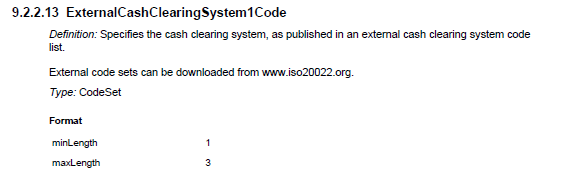 9.2.2.13 ExternalCashClearingSystem1Code
Definition: Specifies the cash clearing system, as published in an external cash clearing system code
list.
External code sets can be downloaded from www.iso20022.org.
Type: CodeSet
Format
minLength 1
maxLength 3